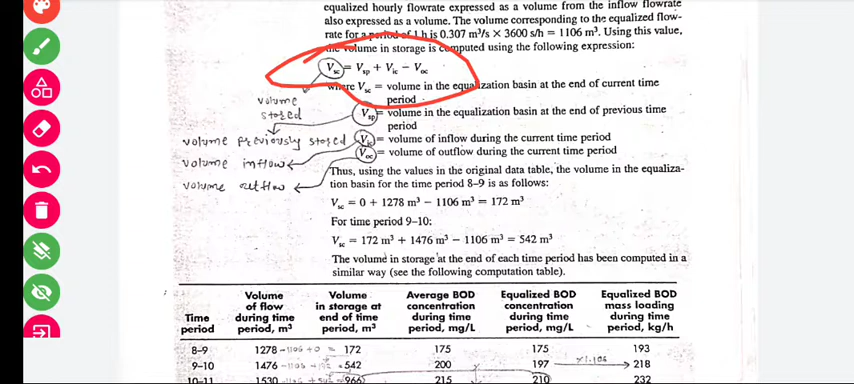 equalized hourly flowrate expressed as a volume from the inflow flowrate
also expressed as a volume. The volume corresponding to the equalized flow-
rate for a period of 1 h is 0.307 m³/s × 3600 s/h = 1106 m³. Using this value,
the volume in storage is computed using the following expression:
Vsc = Vsp + Vic − Voc
where Vsc = volume in the equalization basin at the end of current time
period
volume
stored
Vsp = volume in the equalization basin at the end of previous time
period
volume previously stored
Vic = volume of inflow during the current time period
volume inflow
Voc = volume of outflow during the current time period
volume outflow
Thus, using the values in the original data table, the volume in the equaliza-
tion basin for the time period 8–9 is as follows:
Vsc = 0 + 1278 m³ − 1106 m³ = 172 m³
For time period 9–10:
Vsc = 172 m³ + 1476 m³ − 1106 m³ = 542 m³
The volume in storage at the end of each time period has been computed in a
similar way (see the following computation table).
Time period | Volume of flow during time period, m³ | Volume in storage at end of time period, m³ | Average BOD concentration during time period, mg/L | Equalized BOD concentration during time period, mg/L | Equalized BOD mass loading during time period, kg/h
8–9 1278 −1106 +0 = 172 175 175 193
9–10 1476 −1106 = 542 200 197 ×1.106 218
10–11 1530 966 215 210 232